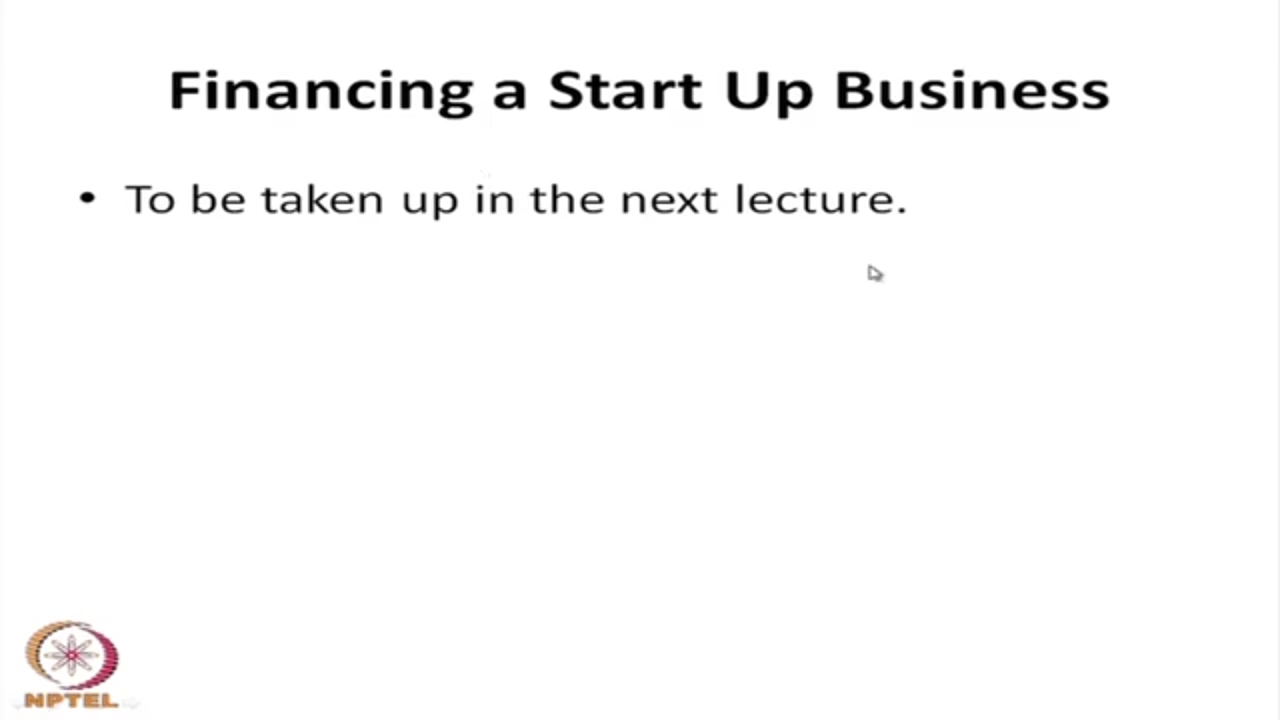 Financing a Start Up Business
• To be taken up in the next lecture.
NPTEL